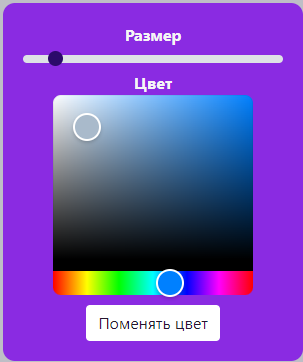 Размер
Цвет
Поменять цвет